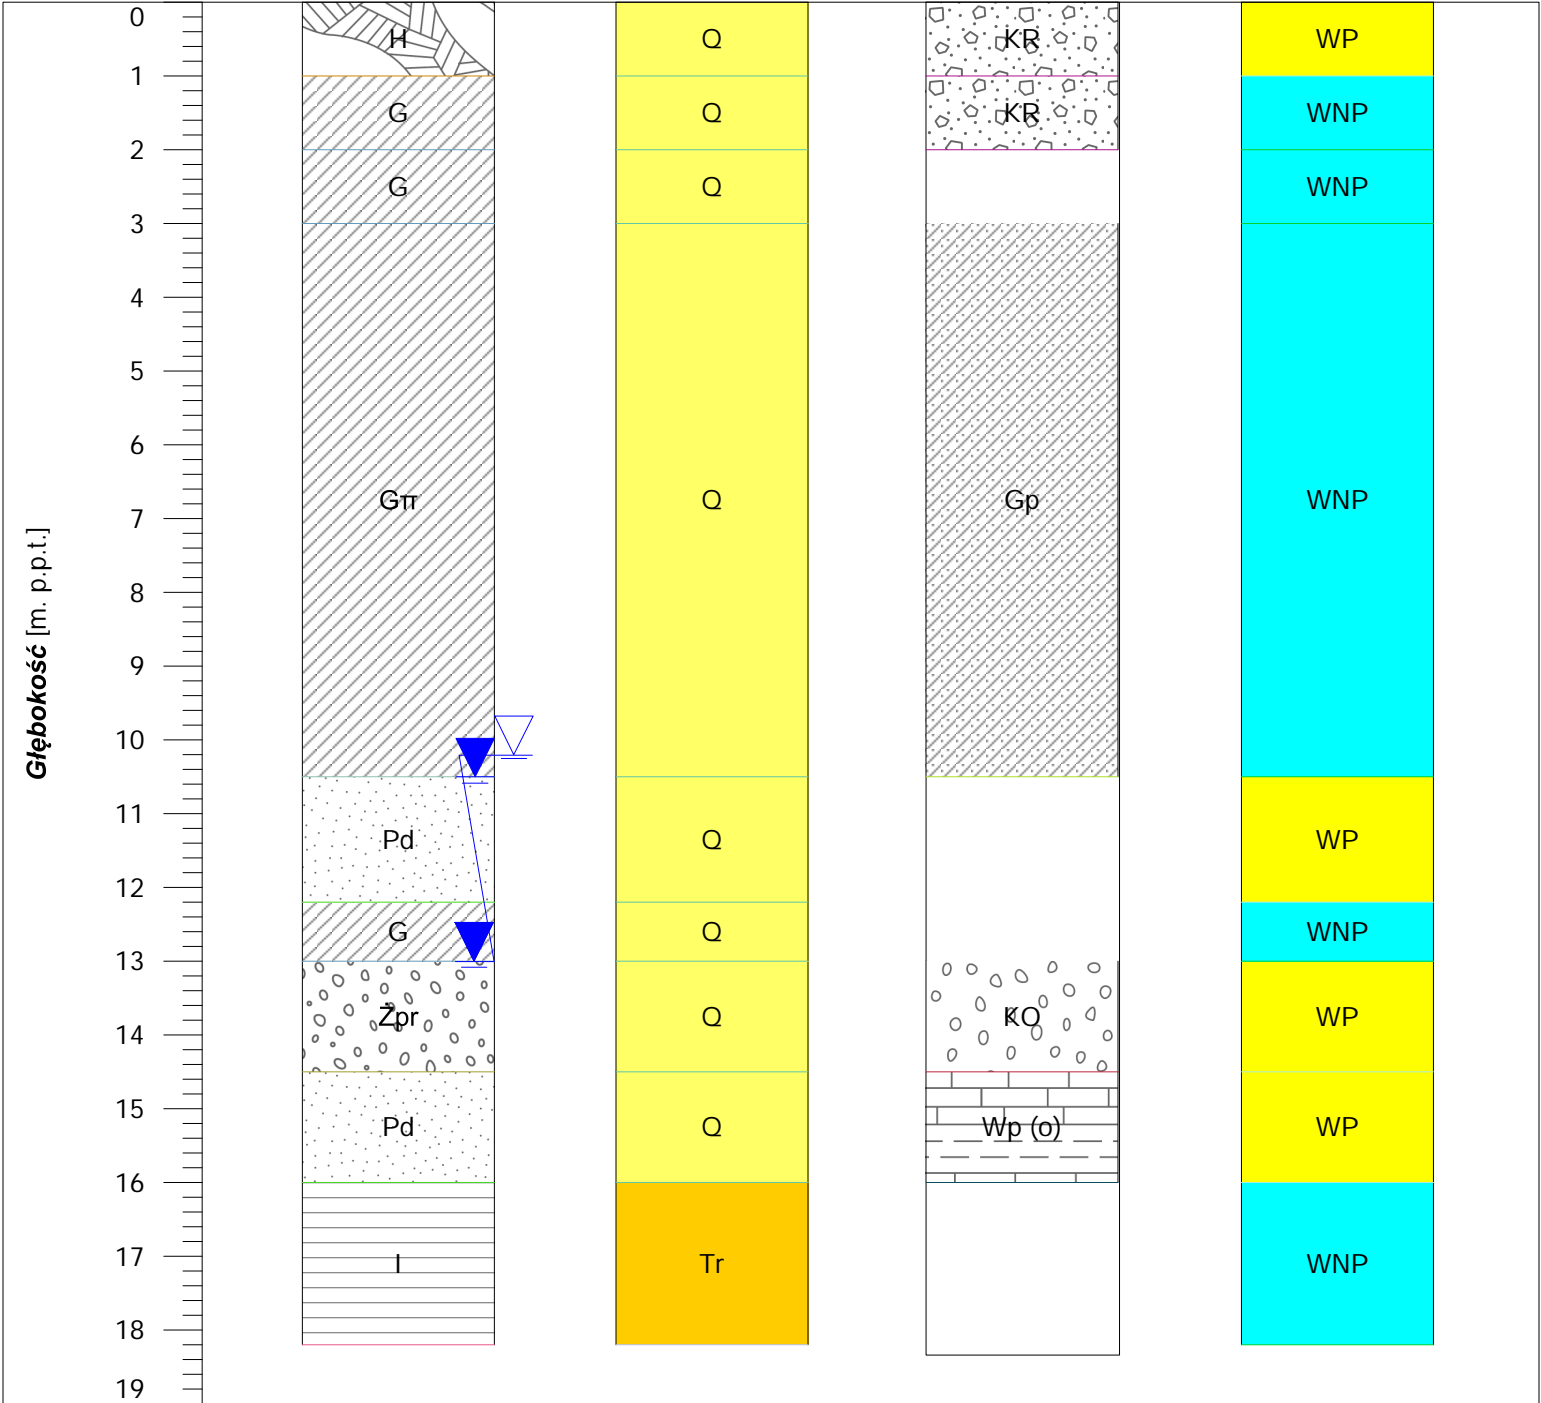 Głębokość [m. p.p.t.]
0
H Q KR WP
1
G Q KR WNP
2
G Q WNP
3
4
5
6
Gπ Q Gp WNP
7
8
9
10
11
Pd Q WP
12
G Q WNP
13
Żpr Q KO WP
14
15
Pd Q Wp (o) WP
16
17
I Tr WNP
18
19